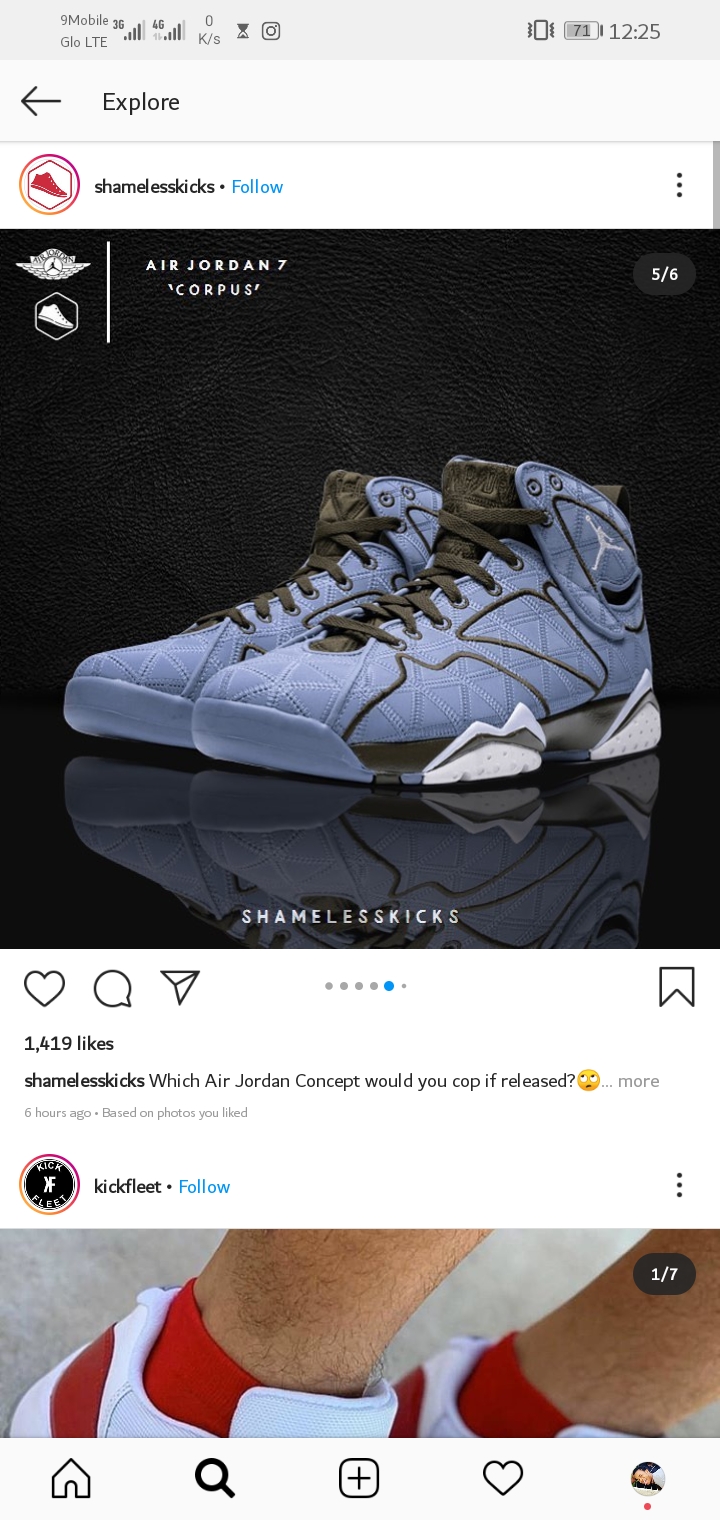 9Mobile 3G 4G 0 71 12:25
Glo LTE K/s
Explore
shamelesskicks • Follow
AIR JORDAN 7
'CORPUS'
5/6
SHAMELESSKICKS
1,419 likes
shamelesskicks Which Air Jordan Concept would you cop if released?🙄... more
6 hours ago • Based on photos you liked
KICK
KF
FLEET
kickfleet • Follow
1/7